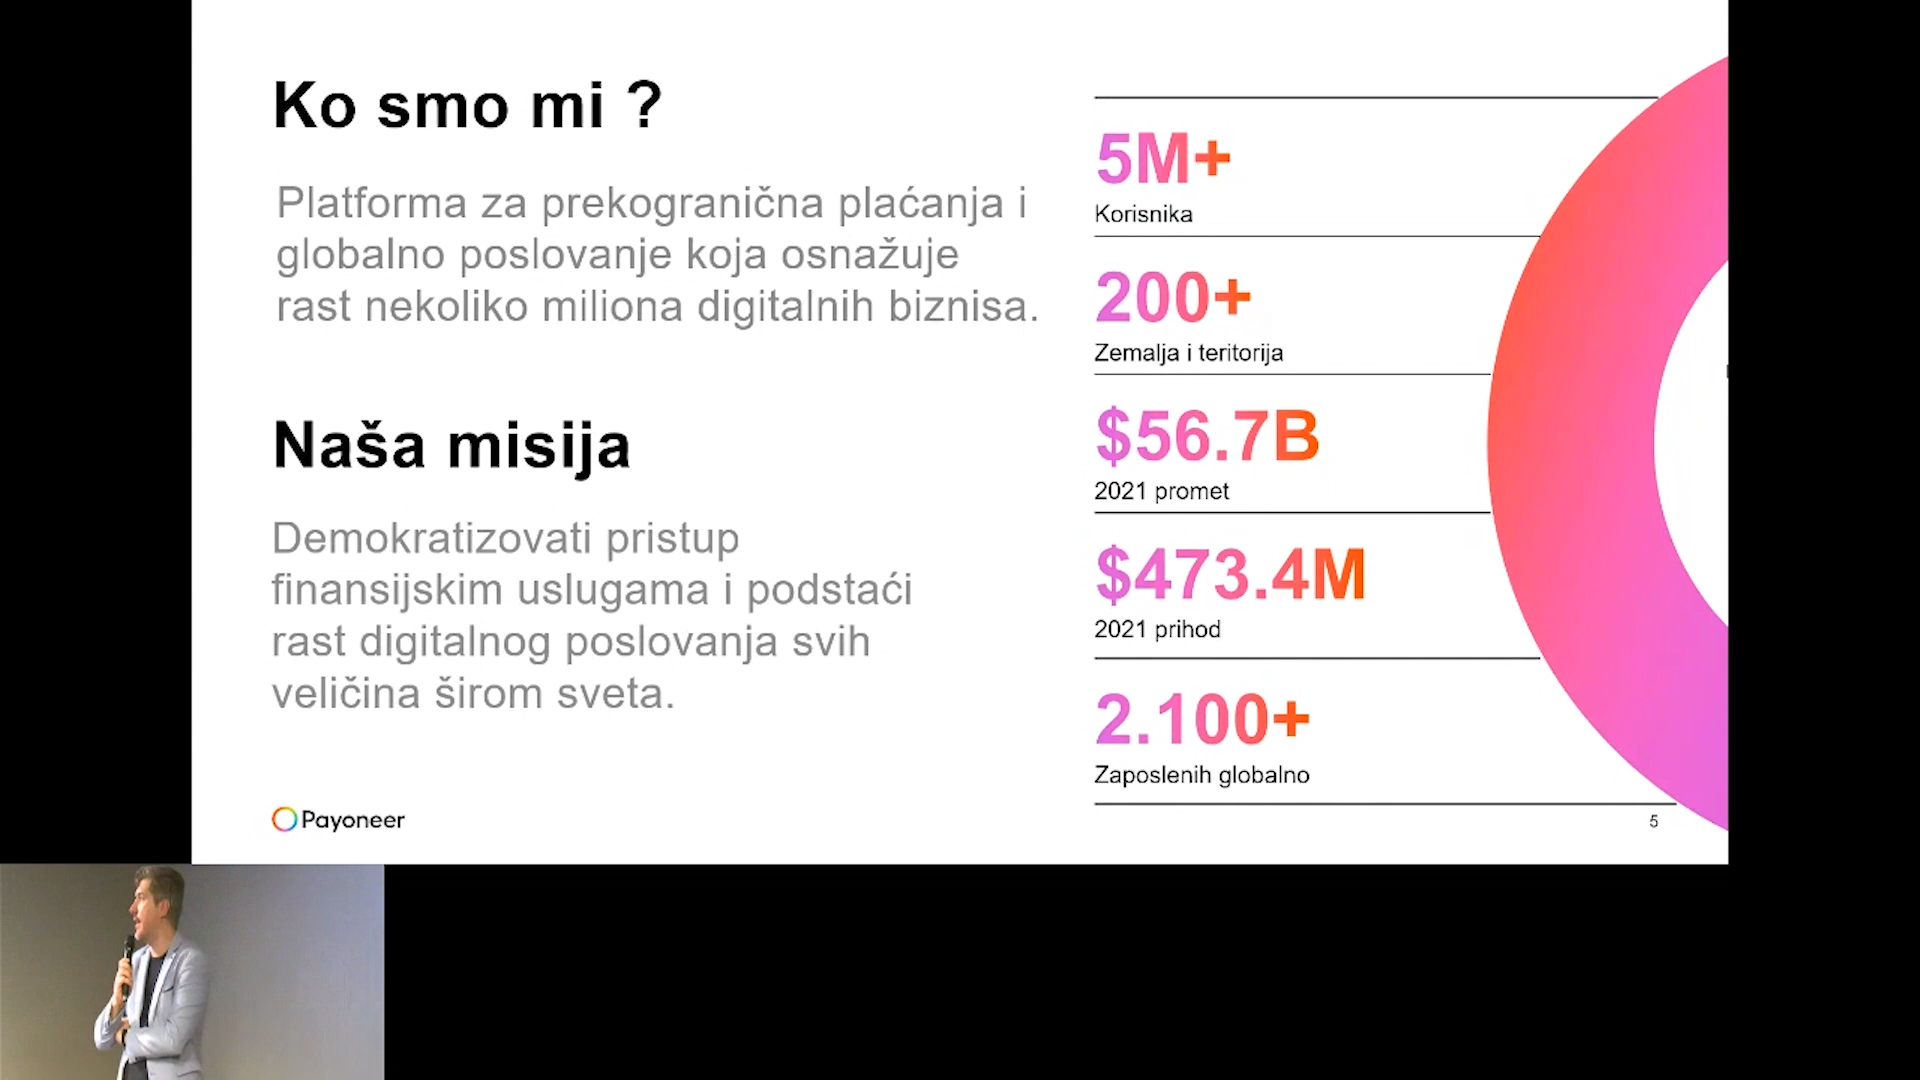 Ko smo mi ?
Platforma za prekogranična plaćanja i
globalno poslovanje koja osnažuje
rast nekoliko miliona digitalnih biznisa.
Naša misija
Demokratizovati pristup
finansijskim uslugama i podstaći
rast digitalnog poslovanja svih
veličina širom sveta.
Payoneer
5M+
Korisnika
200+
Zemalja i teritorija
$56.7B
2021 promet
$473.4M
2021 prihod
2.100+
Zaposlenih globalno
5